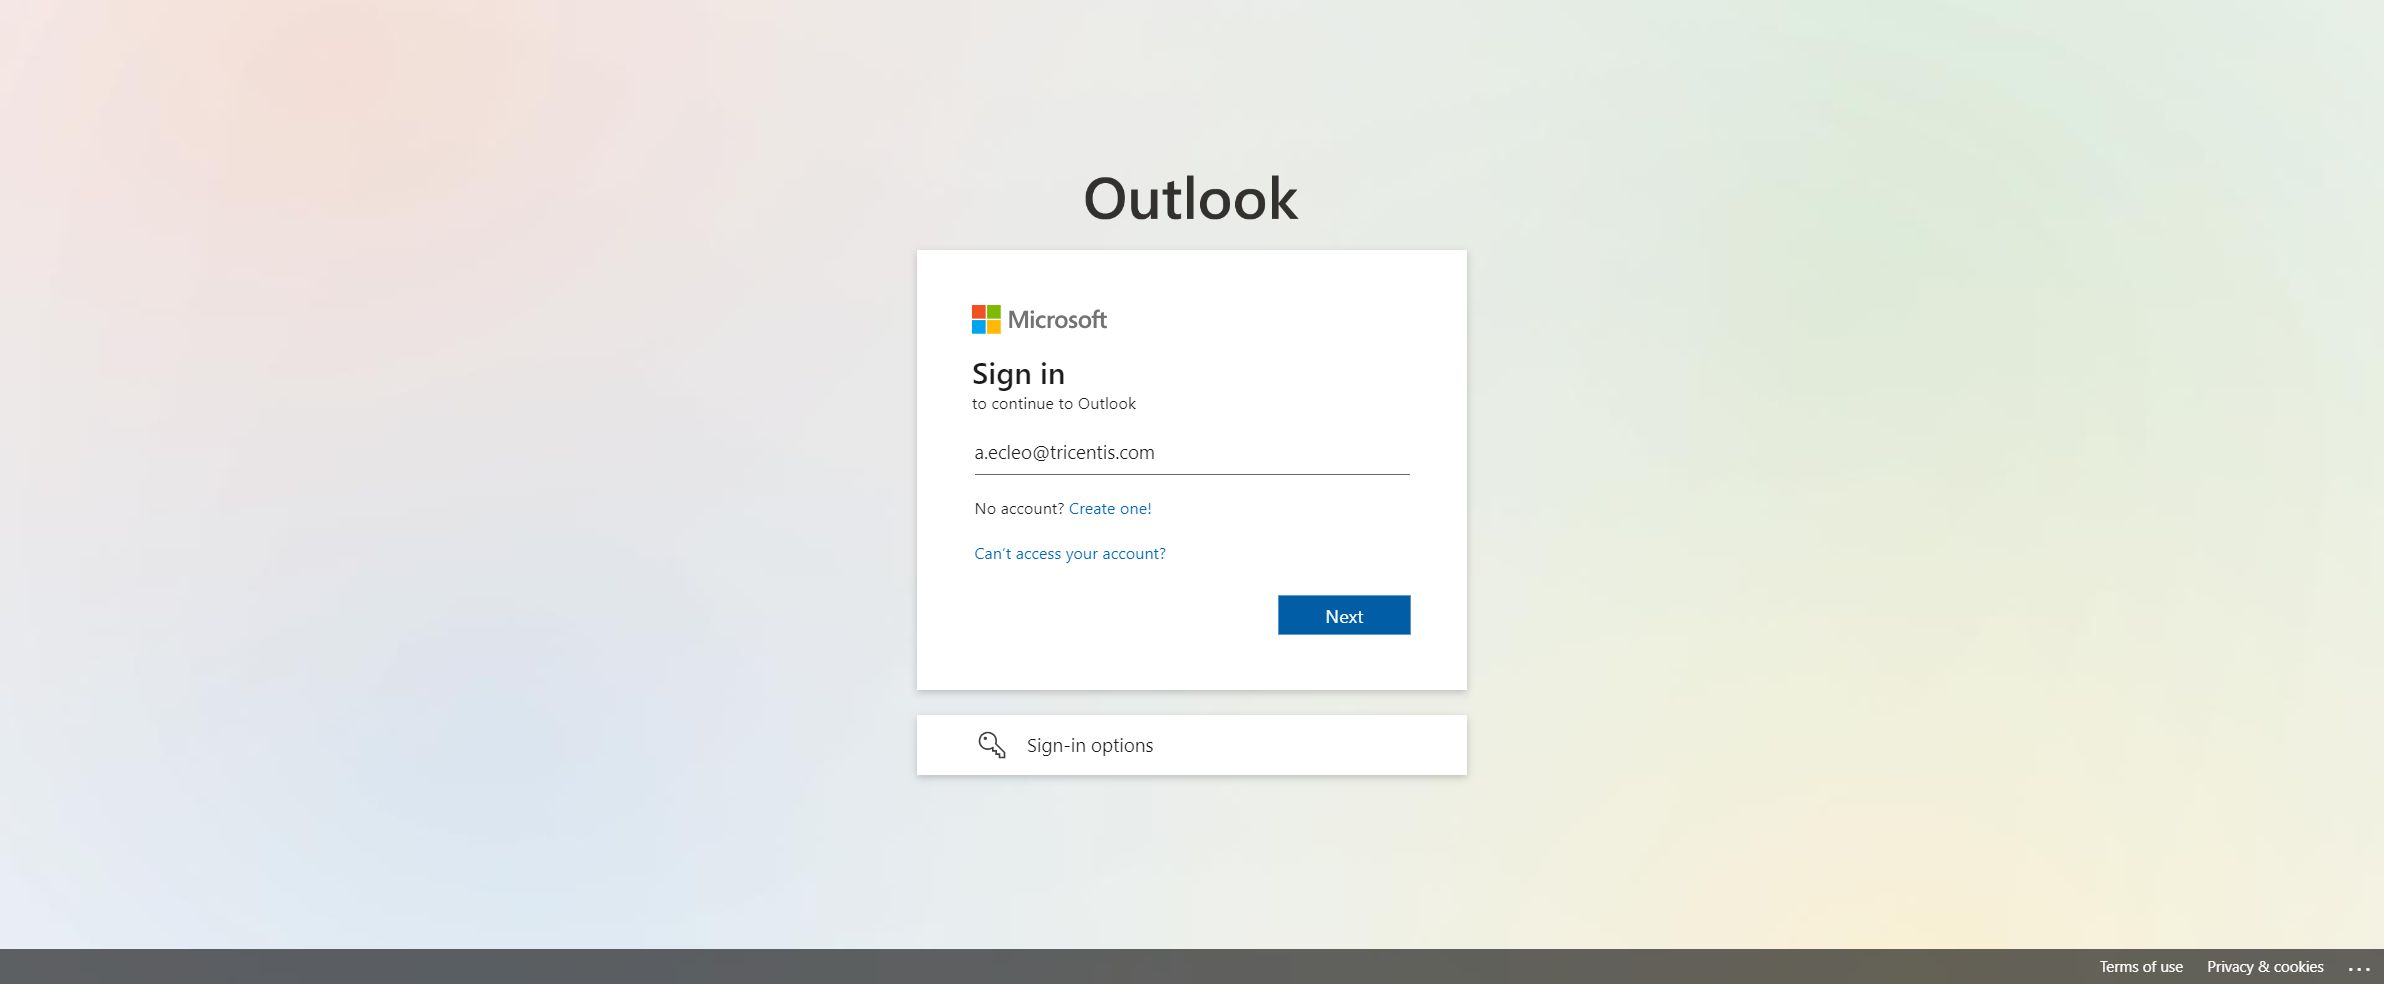 Outlook
Microsoft
Sign in
to continue to Outlook
a.ecleo@tricentis.com
No account? Create one!
Can’t access your account?
Next
Sign-in options
Terms of use Privacy & cookies ...